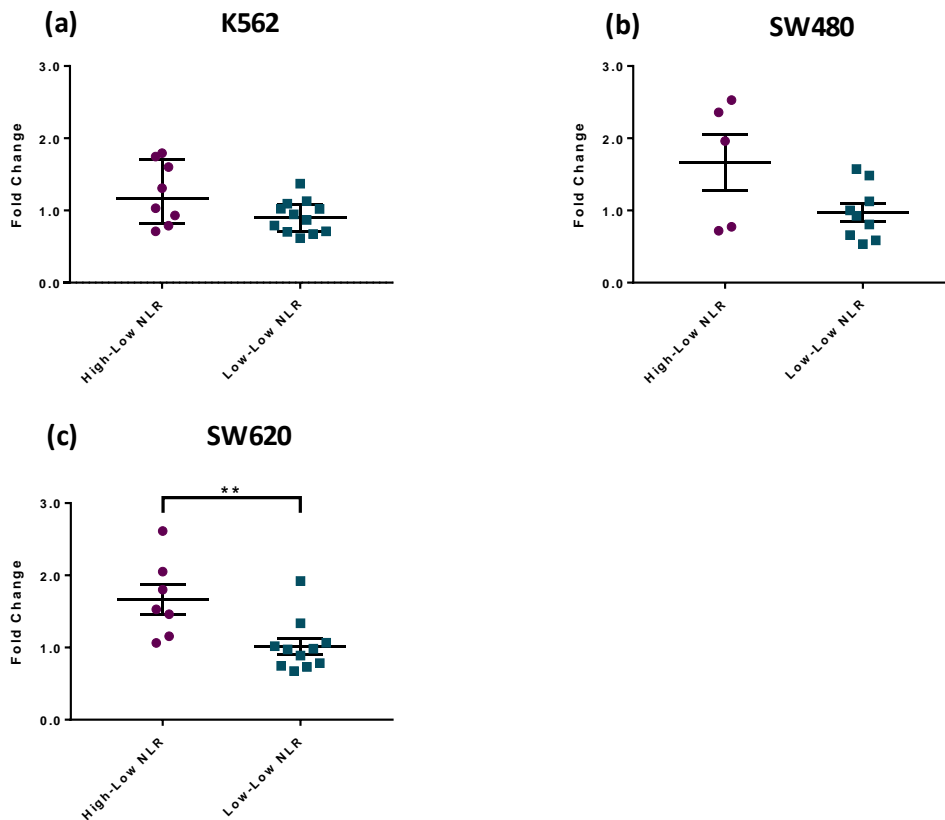 (a) K562
3.0
2.0
1.0
0.0
Fold Change
High-Low NLR
Low-Low NLR
(b) SW480
3.0
2.0
1.0
0.0
Fold Change
High-Low NLR
Low-Low NLR
(c) SW620
**
3.0
2.0
1.0
0.0
Fold Change
High-Low NLR
Low-Low NLR